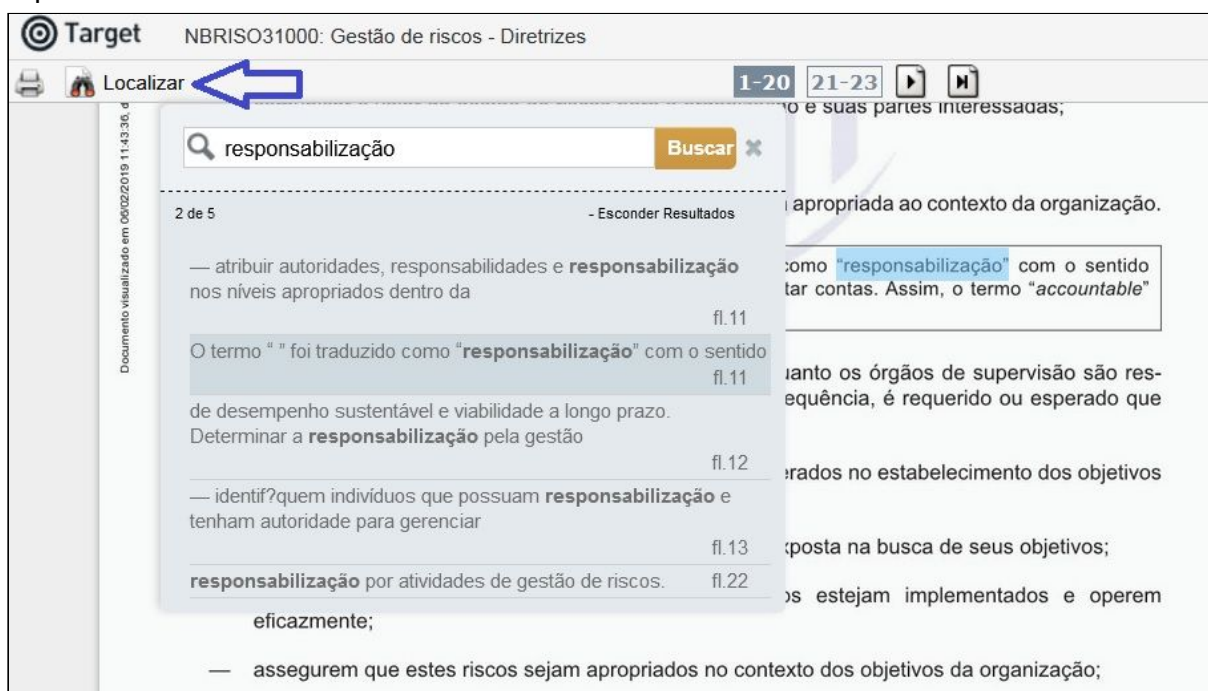 Target NBRISO31000: Gestão de riscos - Diretrizes
Localizar 1-20 21-23
Documento visualizado em 06/02/2019 11:43:36, d
o e suas partes interessadas;
responsabilização Buscar
2 de 5 - Esconder Resultados
apropriada ao contexto da organização.
— atribuir autoridades, responsabilidades e responsabilização
nos níveis apropriados dentro da
fl.11
O termo “ ” foi traduzido como “responsabilização” com o sentido
fl.11
de desempenho sustentável e viabilidade a longo prazo.
Determinar a responsabilização pela gestão
fl.12
— identif?quem indivíduos que possuam responsabilização e
tenham autoridade para gerenciar
fl.13
responsabilização por atividades de gestão de riscos. fl.22
como “responsabilização” com o sentido
tar contas. Assim, o termo “accountable”
uanto os órgãos de supervisão são res-
equência, é requerido ou esperado que
erados no estabelecimento dos objetivos
xposta na busca de seus objetivos;
os estejam implementados e operem
eficazmente;
— assegurem que estes riscos sejam apropriados no contexto dos objetivos da organização;